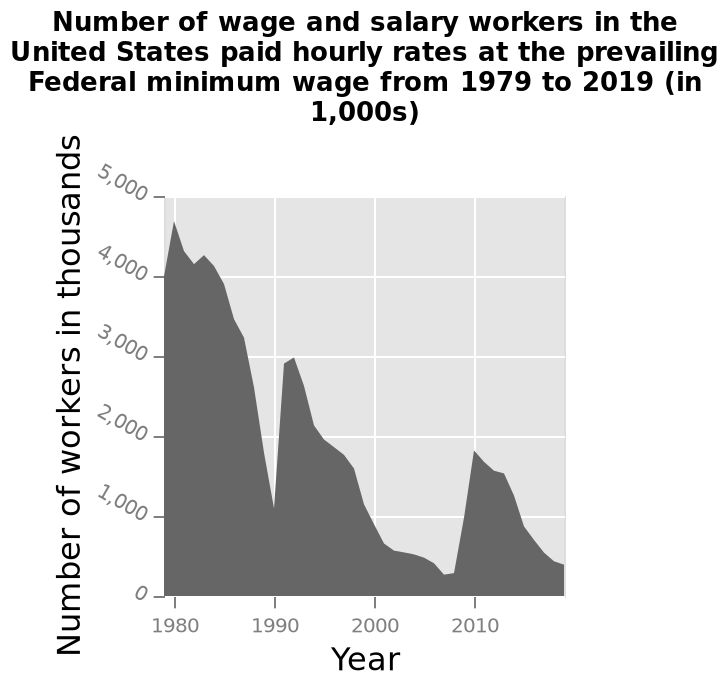 Number of wage and salary workers in the
United States paid hourly rates at the prevailing
Federal minimum wage from 1979 to 2019 (in
1,000s)
Number of workers in thousands
5,000
4,000
3,000
2,000
1,000
0
1980 1990 2000 2010
Year